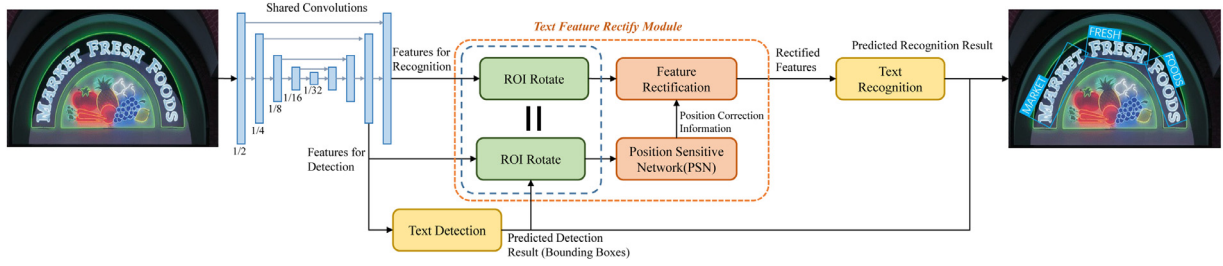 Shared Convolutions
Text Feature Rectify Module
MARKET FRESH FOODS
1/2
1/4
1/8
1/16
1/32
Features for
Recognition
Features for
Detection
ROI Rotate
ROI Rotate
Feature
Rectification
Position Correction
Information
Position Sensitive
Network(PSN)
Text Detection
Predicted Detection
Result (Bounding Boxes)
Rectified
Features
Predicted Recognition Result
Text
Recognition
MARKET
FRESH
FOODS
MARKET FRESH FOODS